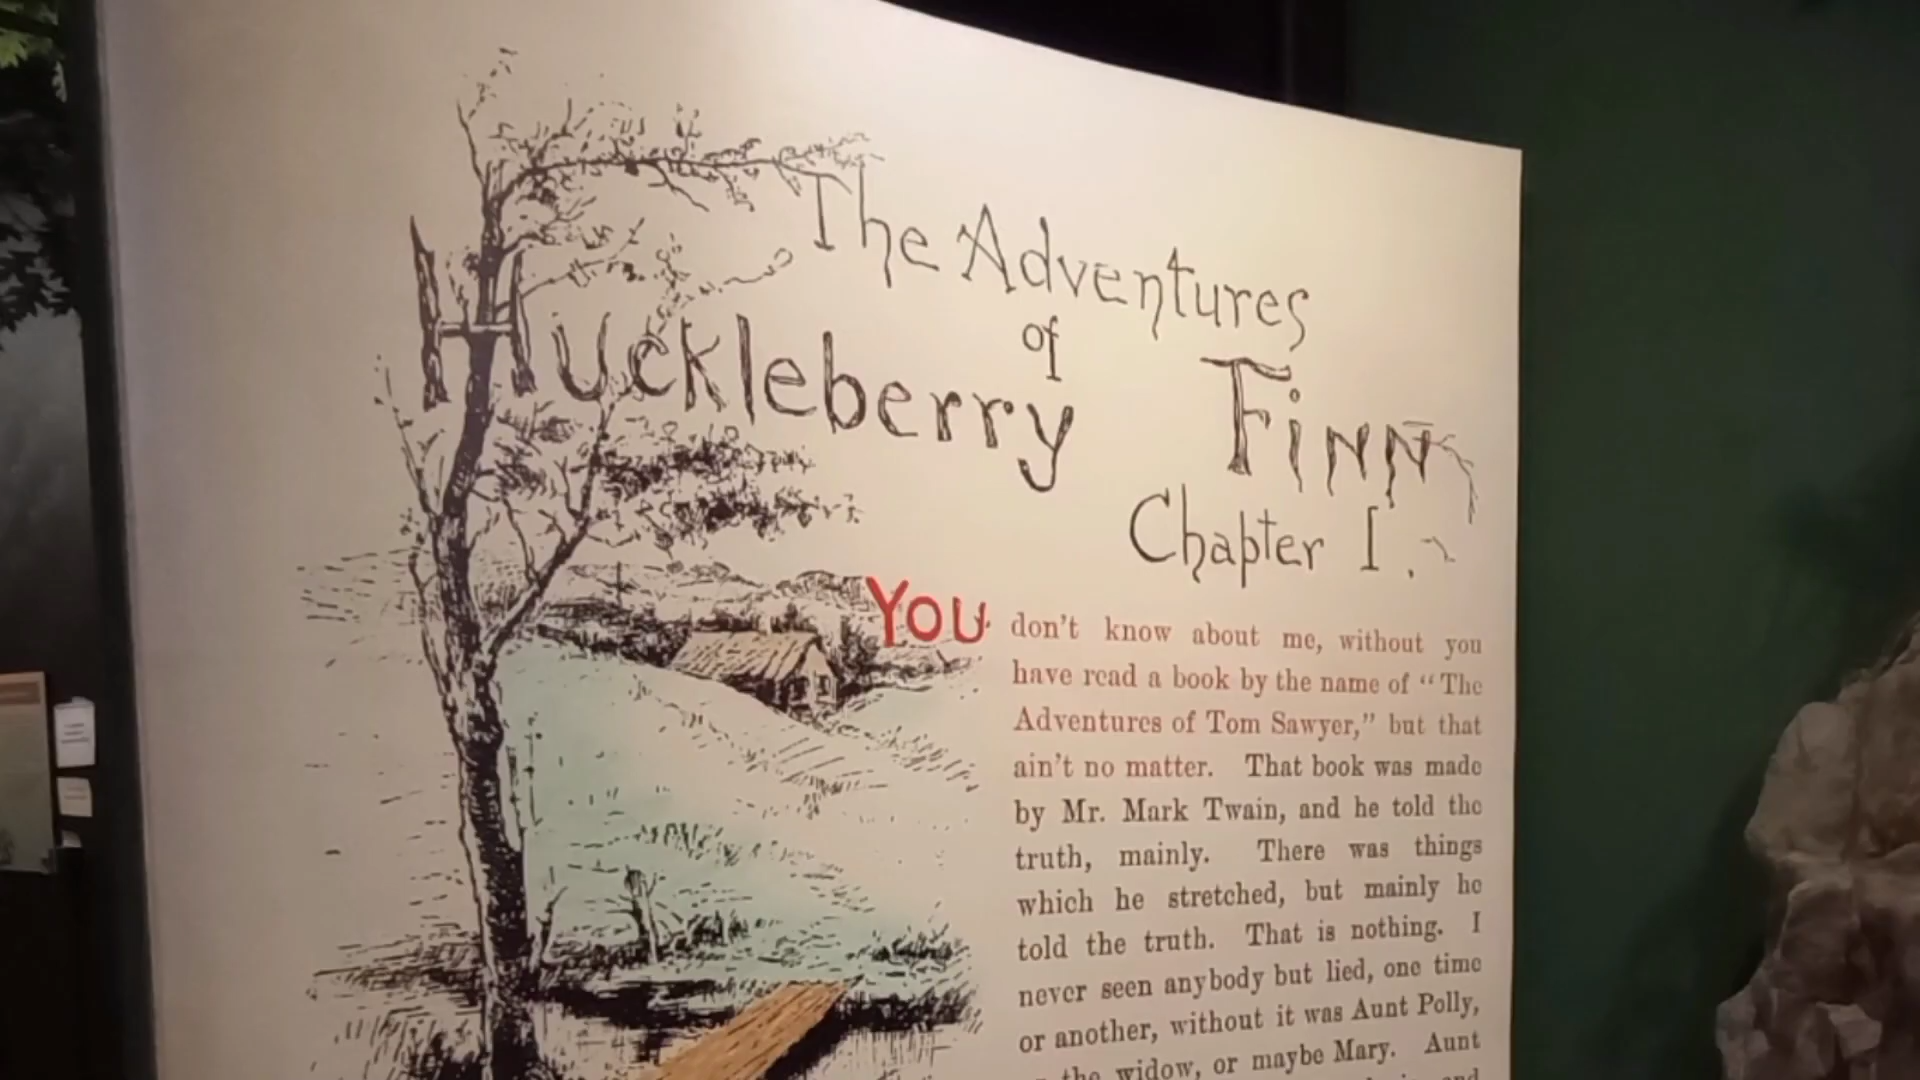 The Adventures
of
Huckleberry Finn
Chapter I.
YOU don't know about me, without you
have read a book by the name of “The
Adventures of Tom Sawyer,” but that
ain't no matter. That book was made
by Mr. Mark Twain, and he told the
truth, mainly. There was things
which he stretched, but mainly he
told the truth. That is nothing. I
never seen anybody but lied, one time
or another, without it was Aunt Polly,
the widow, or maybe Mary. Aunt
and